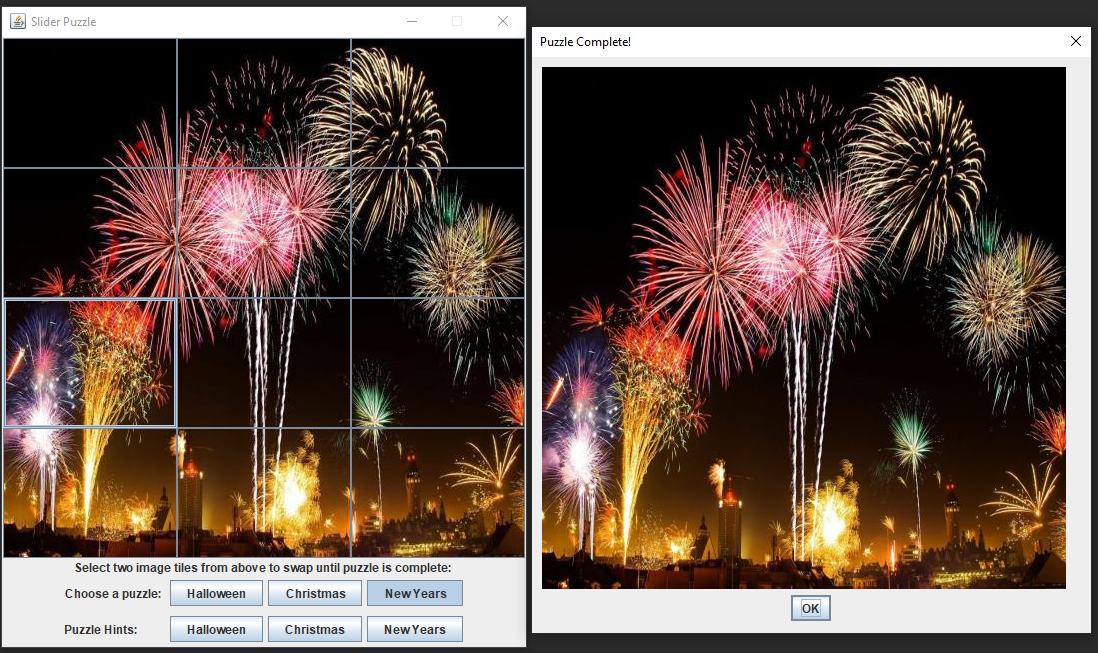 Slider Puzzle
Select two image tiles from above to swap until puzzle is complete:
Choose a puzzle: Halloween Christmas New Years
Puzzle Hints: Halloween Christmas New Years
Puzzle Complete!
OK